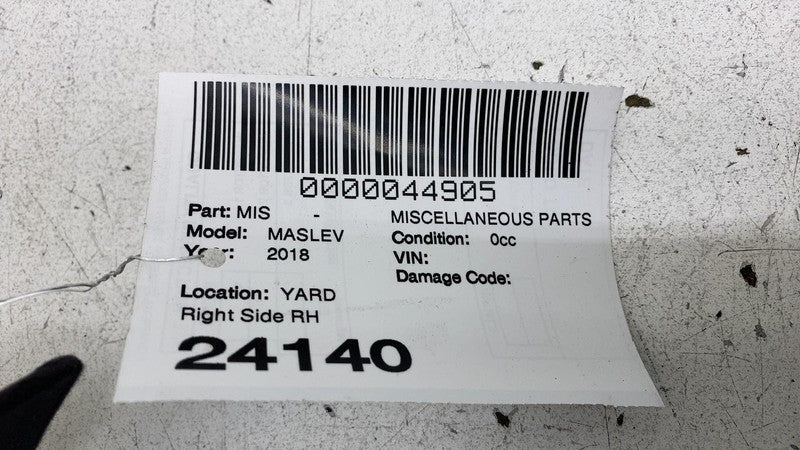 0000044905
Part: MIS - MISCELLANEOUS PARTS
Model: MASLEV Condition: 0cc
Year: 2018 VIN:
Damage Code:
Location: YARD
Right Side RH
24140